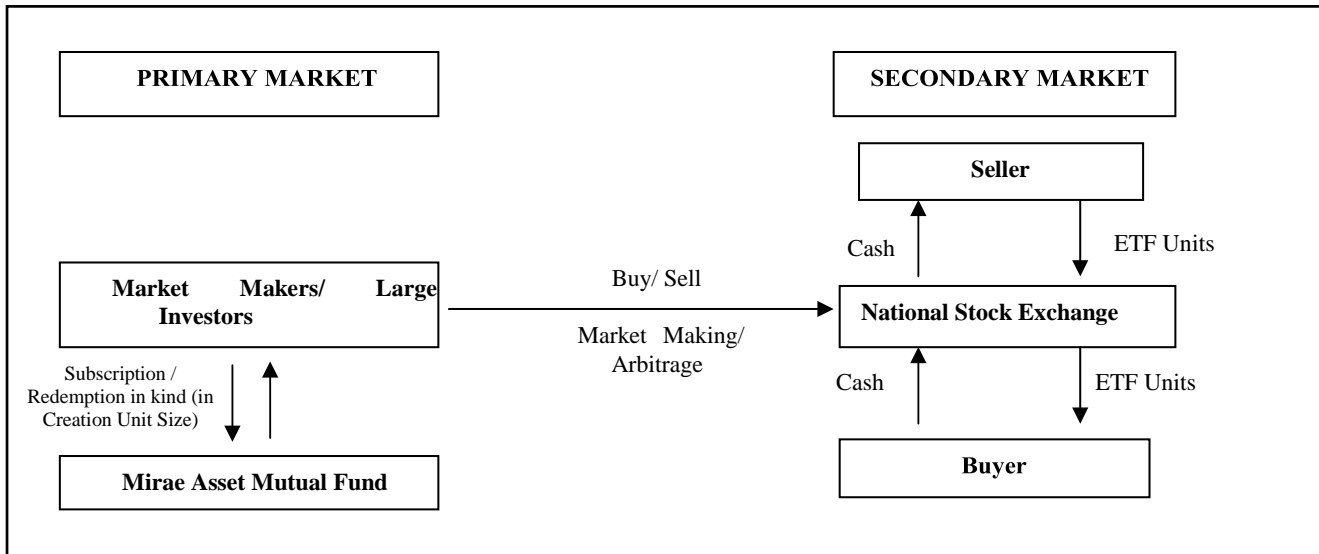 PRIMARY MARKET
SECONDARY MARKET
Seller
Cash
ETF Units
Market Makers/ Large
Investors
Buy/ Sell
Market Making/
Arbitrage
National Stock Exchange
Subscription /
Redemption in kind (in
Creation Unit Size)
Cash
ETF Units
Mirae Asset Mutual Fund
Buyer